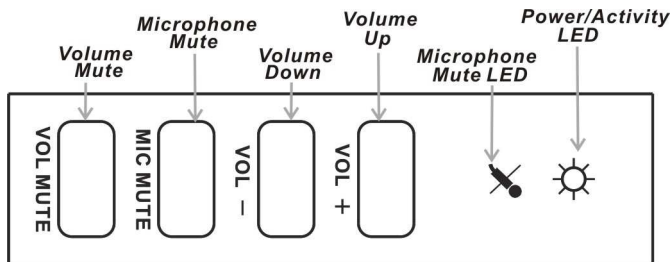 Volume
Mute
Microphone
Mute
Volume
Down
Volume
Up
Microphone
Mute LED
Power/Activity
LED
VOL MUTE
MIC MUTE
VOL −
VOL +